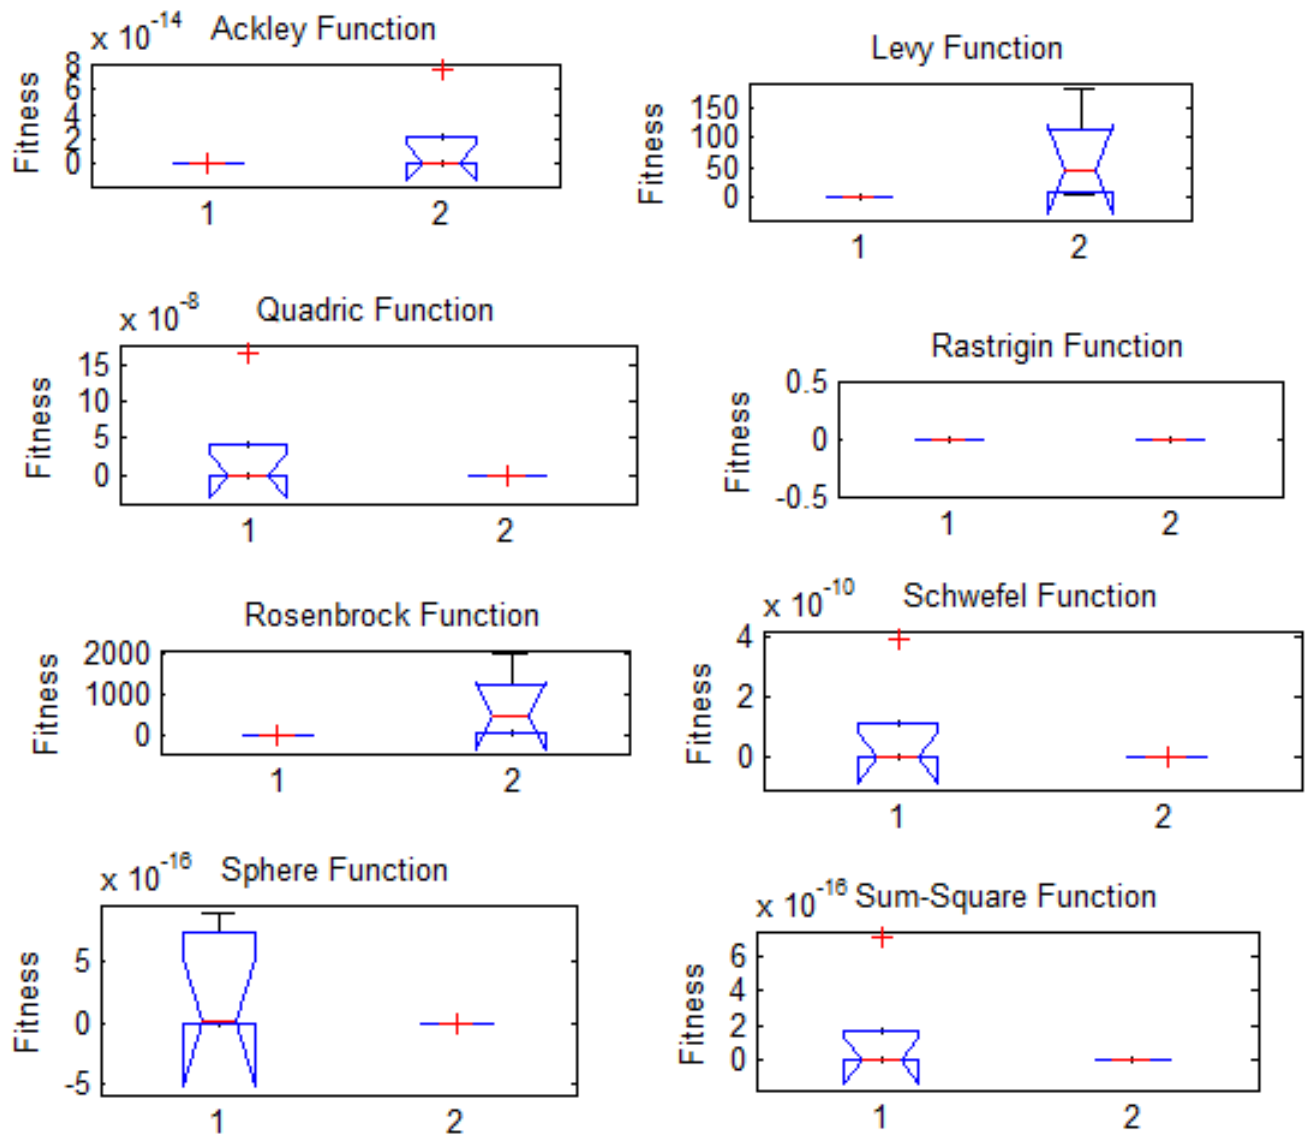 x 10^-14 Ackley Function
Fitness
8
6
4
2
0
1 2
Levy Function
Fitness
150
100
50
0
1 2
x 10^-8 Quadric Function
Fitness
15
10
5
0
1 2
Rastrigin Function
Fitness
0.5
0
-0.5
1 2
Rosenbrock Function
Fitness
2000
1000
0
1 2
x 10^-10 Schwefel Function
Fitness
4
2
0
1 2
x 10^-16 Sphere Function
Fitness
5
0
-5
1 2
x 10^-16 Sum-Square Function
Fitness
6
4
2
0
1 2